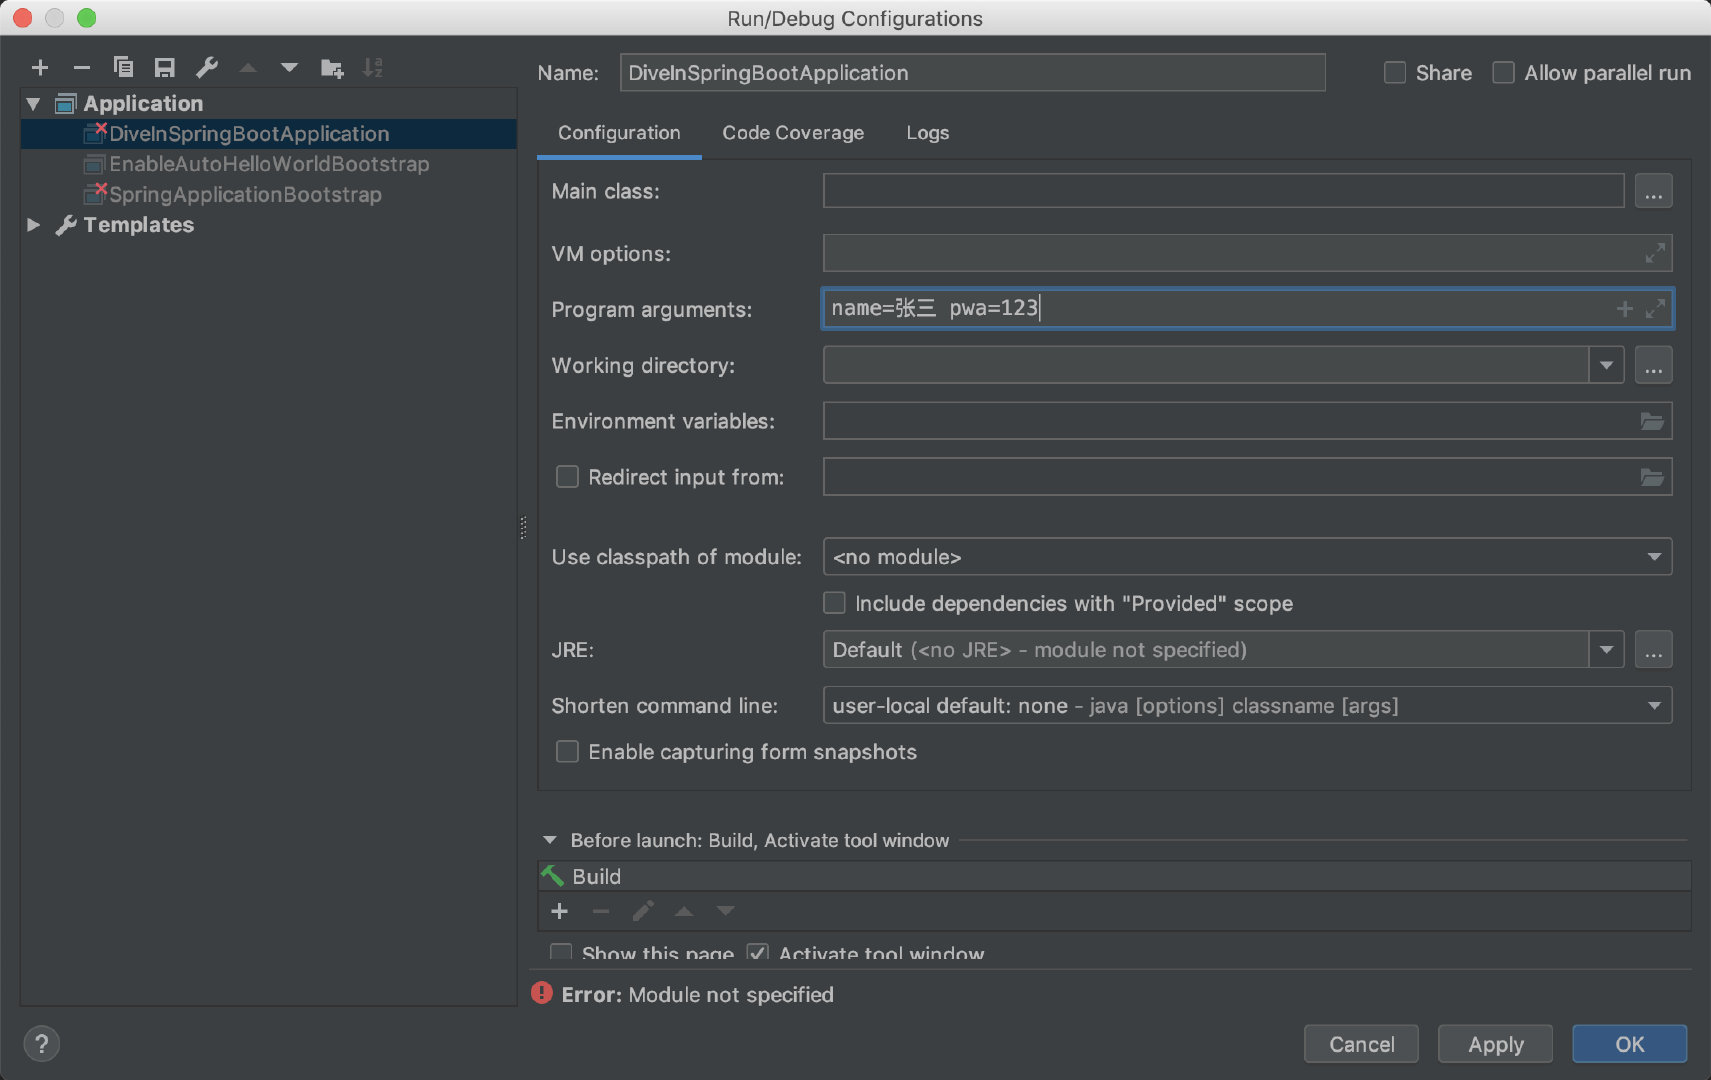 Run/Debug Configurations
Name: DiveInSpringBootApplication Share Allow parallel run
Application
DiveInSpringBootApplication
EnableAutoHelloWorldBootstrap
SpringApplicationBootstrap
Templates
Configuration Code Coverage Logs
Main class: ...
VM options:
Program arguments: name=张三 pwa=123
Working directory: ...
Environment variables:
Redirect input from:
Use classpath of module: <no module>
Include dependencies with "Provided" scope
JRE: Default (<no JRE> - module not specified) ...
Shorten command line: user-local default: none - java [options] classname [args]
Enable capturing form snapshots
Before launch: Build, Activate tool window
Build
Show this page Activate tool window
Error: Module not specified
? Cancel Apply OK